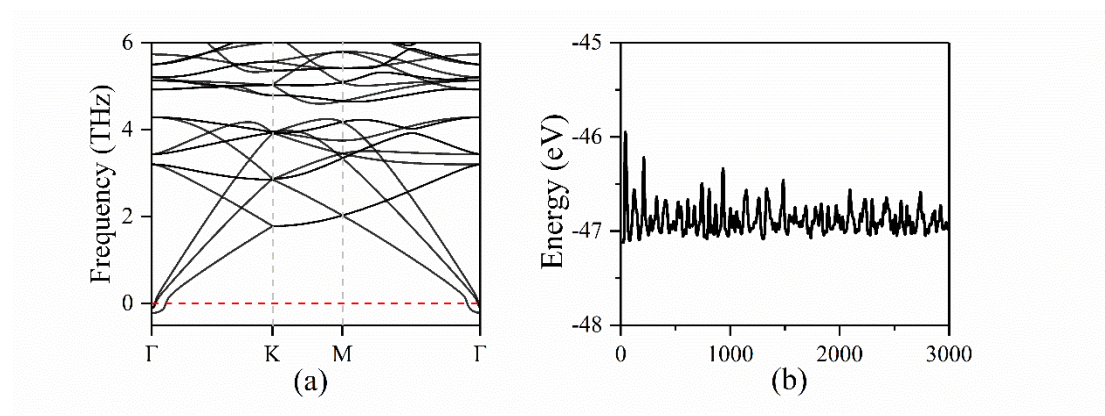 6
4
2
0
Frequency (THz)
Γ K M Γ
(a)
-45
-46
-47
-48
Energy (eV)
0 1000 2000 3000
(b)